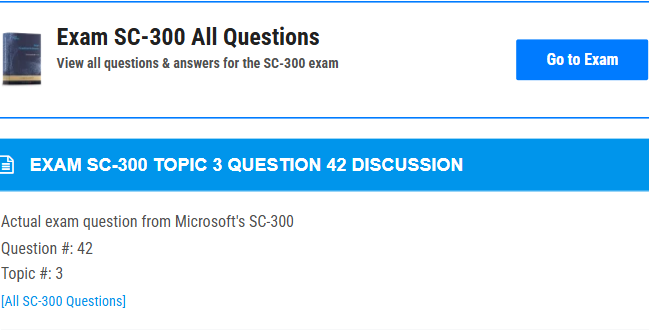 Exam SC-300 All Questions
View all questions & answers for the SC-300 exam
Go to Exam
EXAM SC-300 TOPIC 3 QUESTION 42 DISCUSSION
Actual exam question from Microsoft's SC-300
Question #: 42
Topic #: 3
[All SC-300 Questions]